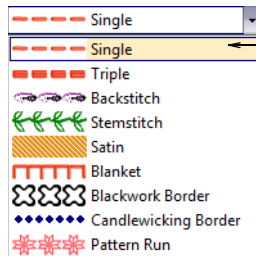 Single
Single
Triple
Backstitch
Stemstitch
Satin
Blanket
Blackwork Border
Candlewicking Border
Pattern Run